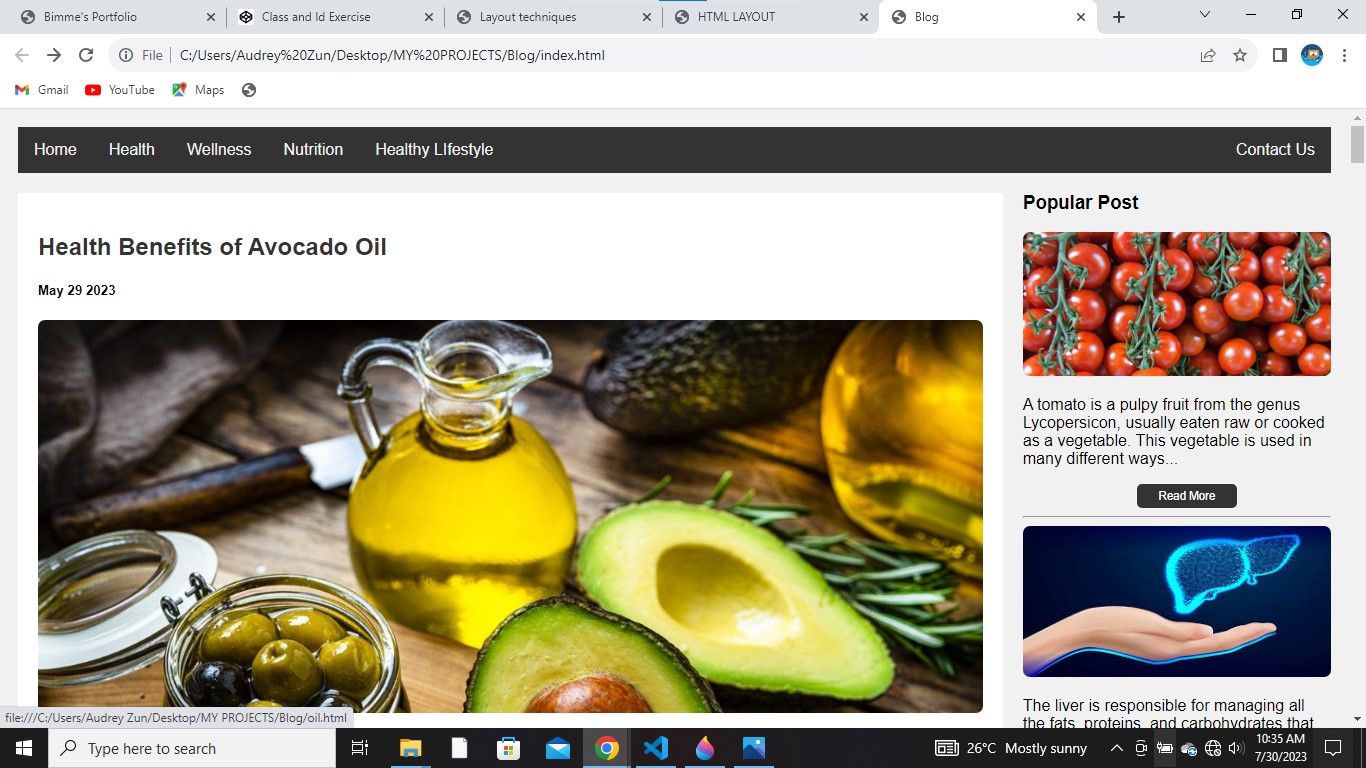 Bimme's Portfolio
Class and Id Exercise
Layout techniques
HTML LAYOUT
Blog
File
C:/Users/Audrey%20Zun/Desktop/MY%20PROJECTS/Blog/index.html
Gmail
YouTube
Maps
Home
Health
Wellness
Nutrition
Healthy LIfestyle
Contact Us
Health Benefits of Avocado Oil
May 29 2023
Popular Post
A tomato is a pulpy fruit from the genus
Lycopersicon, usually eaten raw or cooked
as a vegetable. This vegetable is used in
many different ways...
Read More
The liver is responsible for managing all
the fats, proteins, and carbohydrates that
file:///C:/Users/Audrey Zun/Desktop/MY PROJECTS/Blog/oil.html
Type here to search
26°C Mostly sunny
10:35 AM
7/30/2023